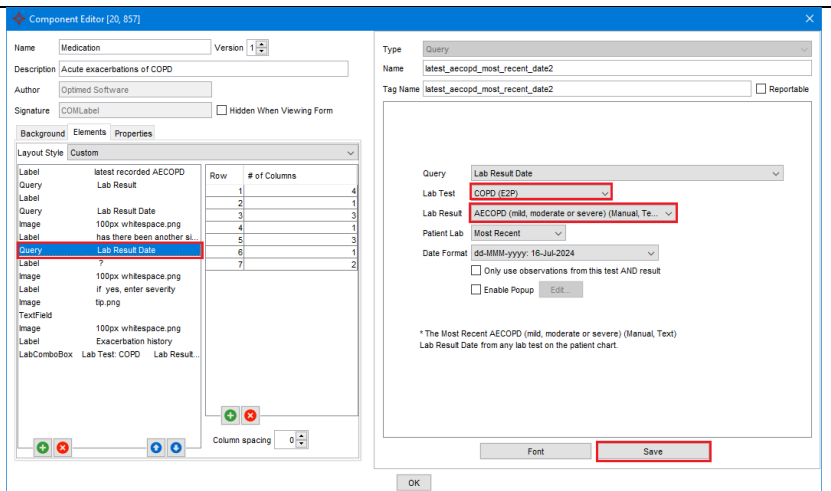 Component Editor [20, 857]
Name Medication Version 1
Description Acute exacerbations of COPD
Author Optimed Software
Signature COMLabel Hidden When Viewing Form
Background Elements Properties
Layout Style Custom
Label latest recorded AECOPD
Query Lab Result
Label
Query Lab Result Date
Image 100px whitespace.png
Label has there been another si...
Query Lab Result Date
Label ?
Image 100px whitespace.png
Label if yes, enter severity
Image tip.png
TextField
Image 100px whitespace.png
Label Exacerbation history
LabComboBox Lab Test: COPD Lab Result...
Row # of Columns
1 4
2 1
3 3
4 1
5 3
6 1
7 2
Column spacing 0
Type Query
Name latest_aecopd_most_recent_date2
Tag Name latest_aecopd_most_recent_date2 Reportable
Query Lab Result Date
Lab Test COPD (E2P)
Lab Result AECOPD (mild, moderate or severe) (Manual, Te...
Patient Lab Most Recent
Date Format dd-MMM-yyyy: 16-Jul-2024
Only use observations from this test AND result
Enable Popup Edit...
* The Most Recent AECOPD (mild, moderate or severe) (Manual, Text)
Lab Result Date from any lab test on the patient chart.
Font Save
OK